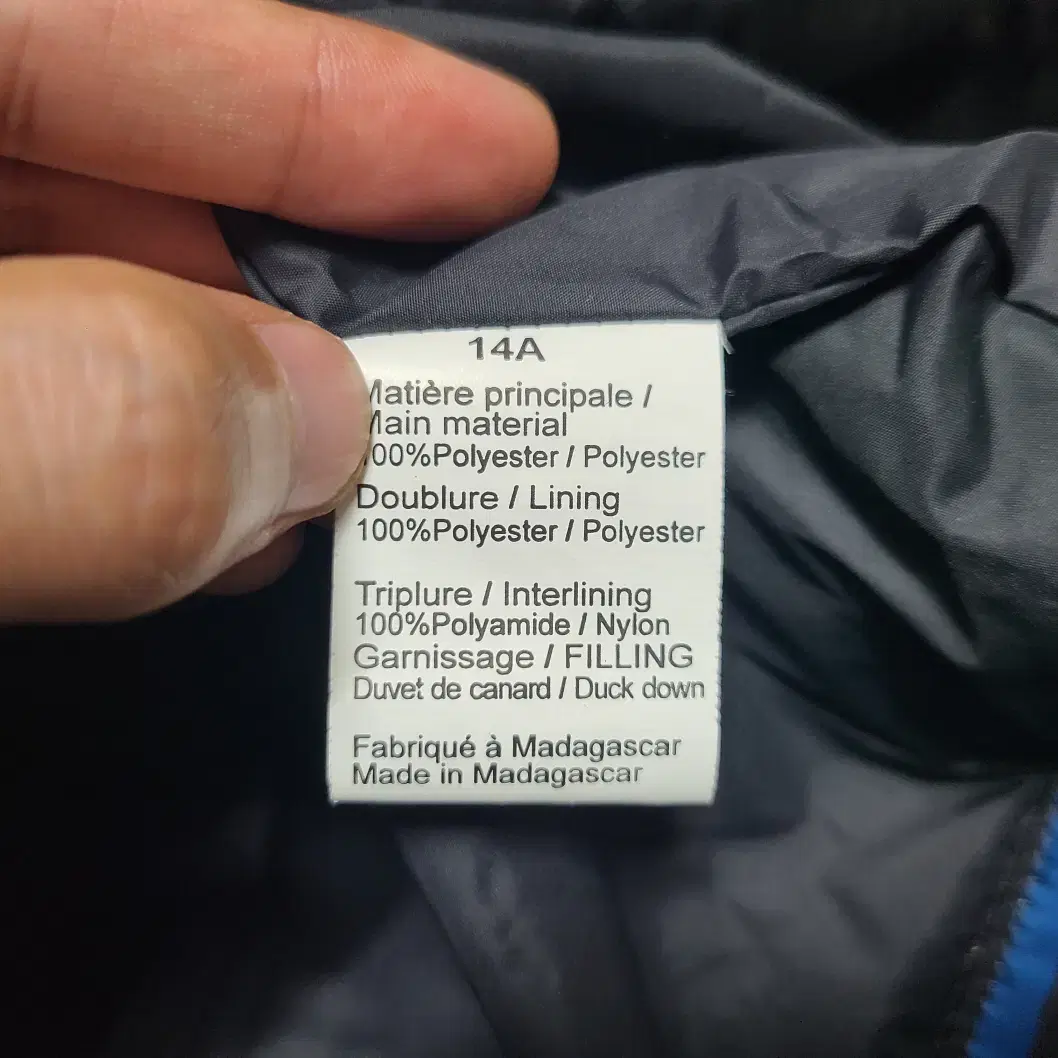 14A
Matière principale /
Main material
100%Polyester / Polyester
Doublure / Lining
100%Polyester / Polyester
Triplure / Interlining
100%Polyamide / Nylon
Garnissage / FILLING
Duvet de canard / Duck down
Fabriqué à Madagascar
Made in Madagascar